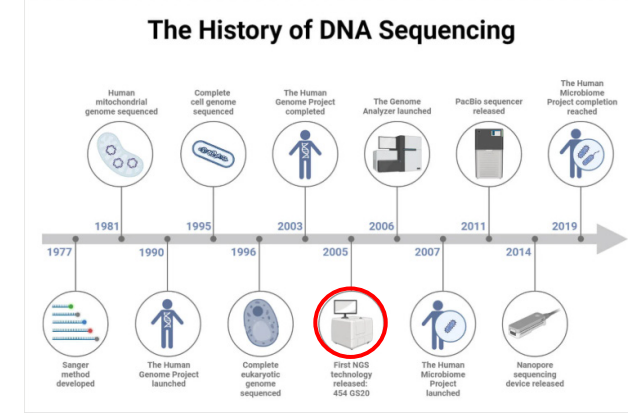 The History of DNA Sequencing
Human
mitochondrial
genome sequenced
Complete
cell genome
sequenced
The Human
Genome Project
completed
The Genome
Analyzer launched
PacBio sequencer
released
The Human
Microbiome
Project completion
reached
1981
1995
2003
2006
2011
2019
1977
1990
1996
2005
2007
2014
Sanger
method
developed
The Human
Genome Project
launched
Complete
eukaryotic
genome
sequenced
First NGS
technology
released:
454 GS20
The Human
Microbiome
Project
launched
Nanopore
sequencing
device released